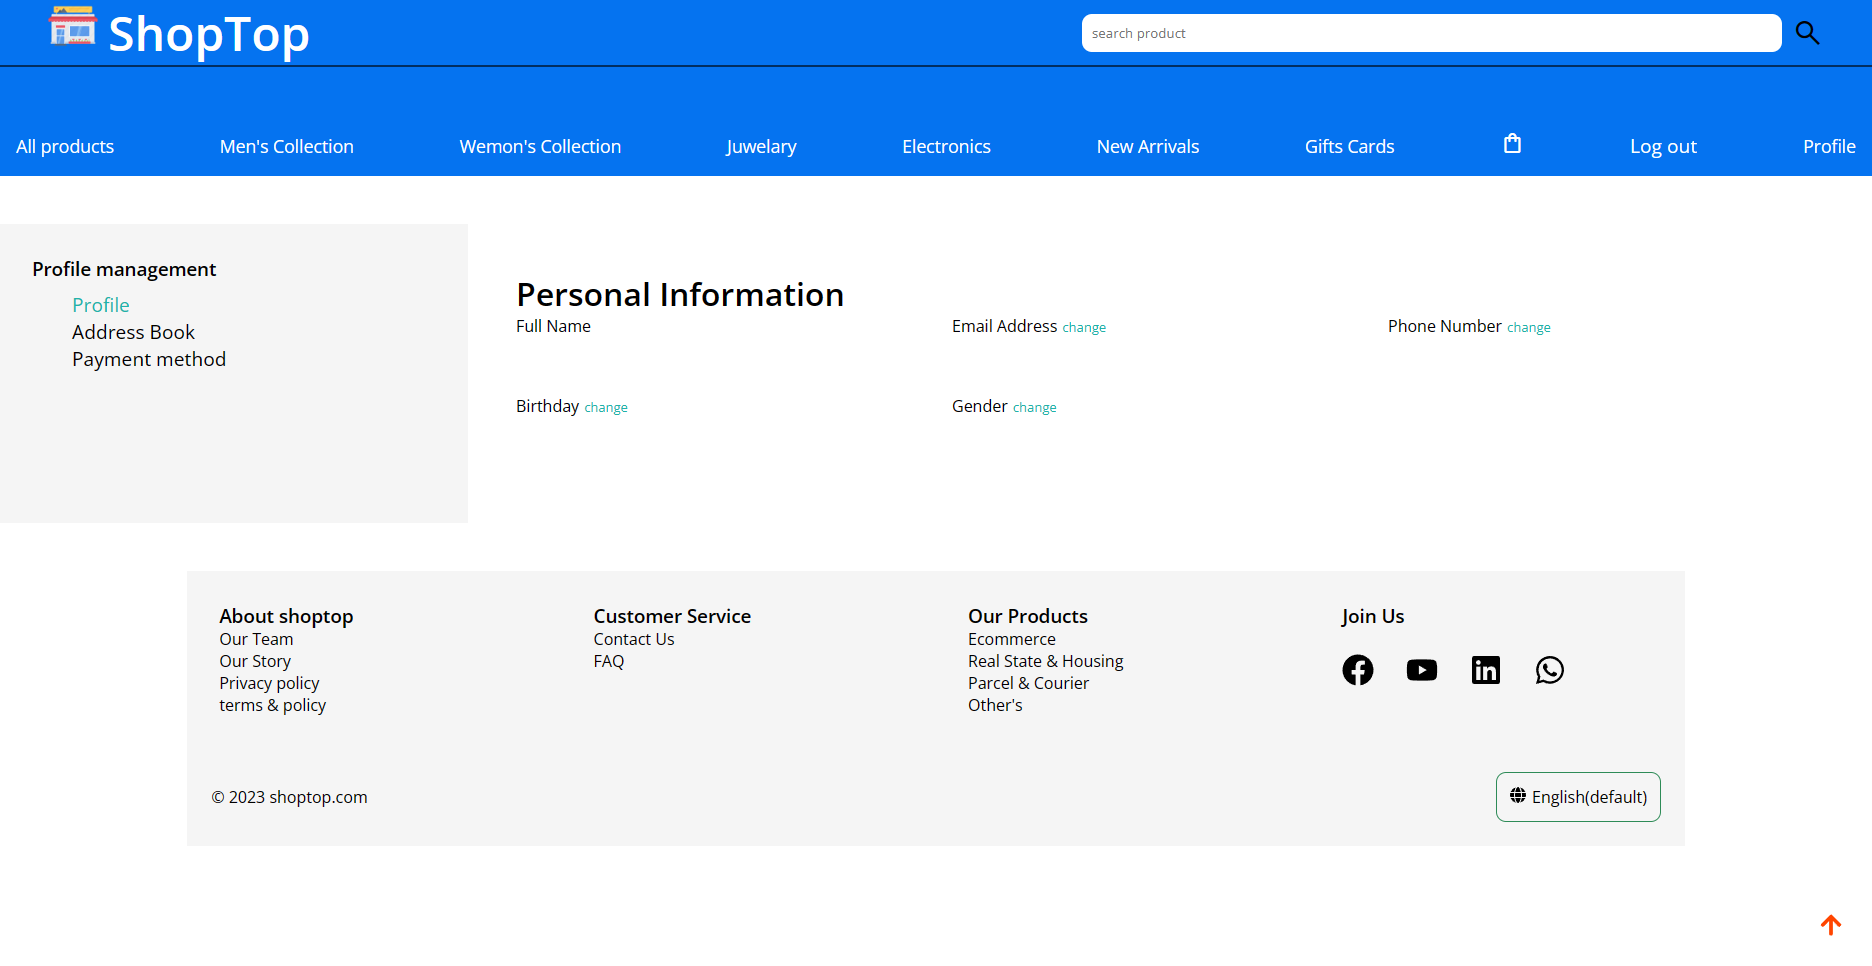 ShopTop
search product
All products Men's Collection Wemon's Collection Juwelary Electronics New Arrivals Gifts Cards Log out Profile
Profile management
Profile
Address Book
Payment method
Personal Information
Full Name
Email Address change
Phone Number change
Birthday change
Gender change
About shoptop
Our Team
Our Story
Privacy policy
terms & policy
Customer Service
Contact Us
FAQ
Our Products
Ecommerce
Real State & Housing
Parcel & Courier
Other's
Join Us
© 2023 shoptop.com
English(default)